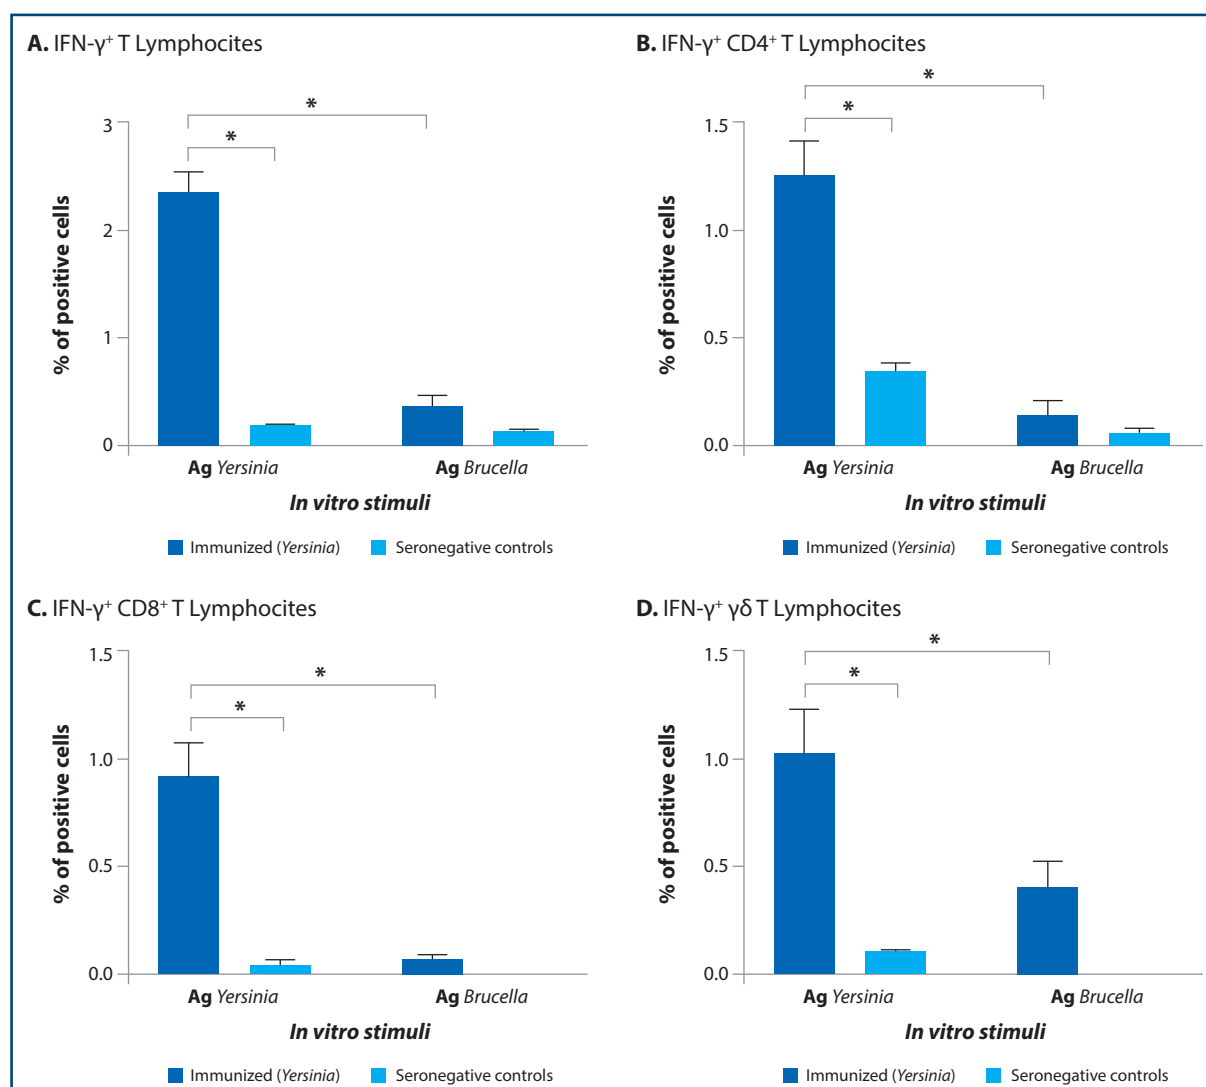 A. IFN-γ⁺ T Lymphocites
*
*
3
2
1
0
% of positive cells
Ag Yersinia
Ag Brucella
In vitro stimuli
Immunized (Yersinia)
Seronegative controls
B. IFN-γ⁺ CD4⁺ T Lymphocites
*
*
1.5
1.0
0.5
0.0
% of positive cells
Ag Yersinia
Ag Brucella
In vitro stimuli
Immunized (Yersinia)
Seronegative controls
C. IFN-γ⁺ CD8⁺ T Lymphocites
*
*
1.5
1.0
0.5
0.0
% of positive cells
Ag Yersinia
Ag Brucella
In vitro stimuli
Immunized (Yersinia)
Seronegative controls
D. IFN-γ⁺ γδ T Lymphocites
*
*
1.5
1.0
0.5
0.0
% of positive cells
Ag Yersinia
Ag Brucella
In vitro stimuli
Immunized (Yersinia)
Seronegative controls